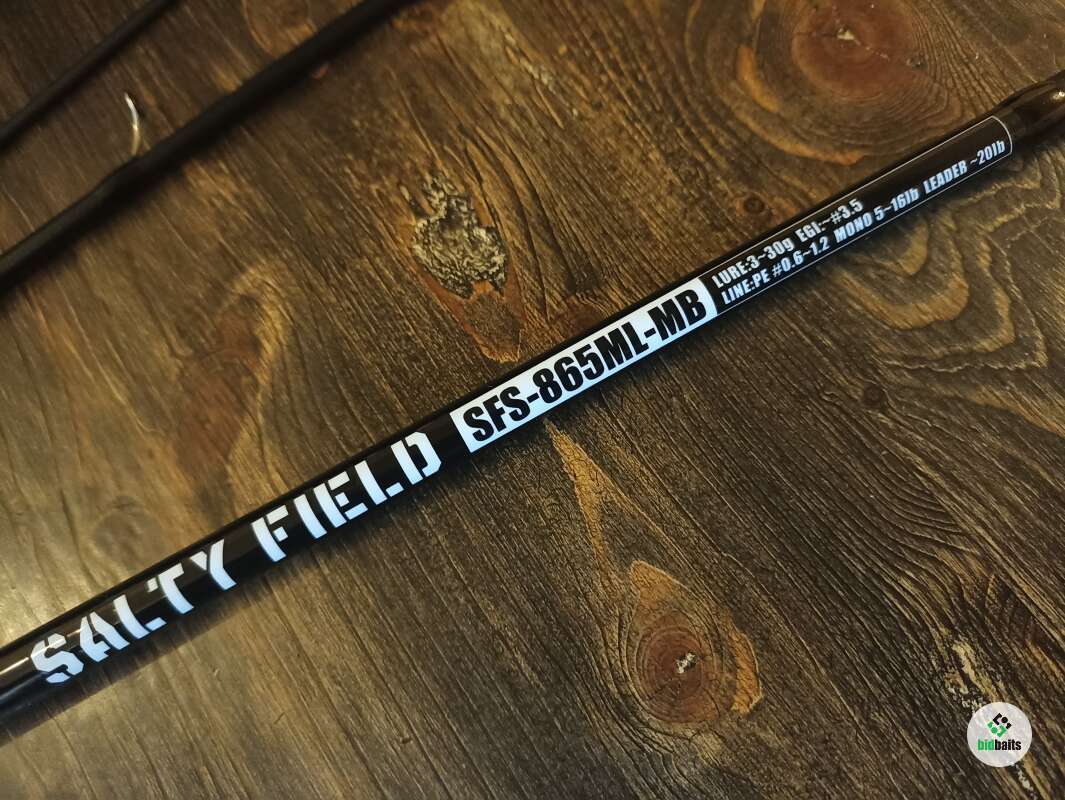 SALTY FIELD SFS-865ML-MB
LURE:3~30g EGI:~#3.5
LINE:PE #0.6~1.2 MONO 5~16lb LEADER ~20lb
bidbaits